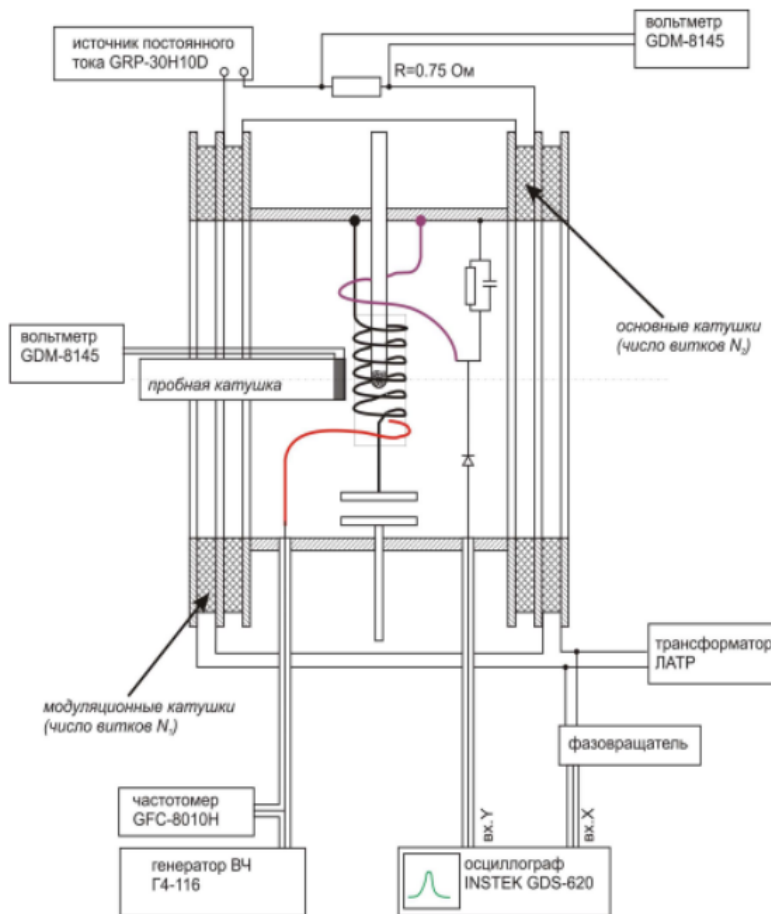 источник постоянного
тока GRP-30H10D
вольтметр
GDM-8145
R=0.75 Ом
основные катушки
(число витков N₂)
вольтметр
GDM-8145
пробная катушка
модуляционные катушки
(число витков N₁)
трансформатор
ЛАТР
фазовращатель
частотомер
GFC-8010H
вх.Y
вх.X
генератор ВЧ
Г4-116
осциллограф
INSTEK GDS-620